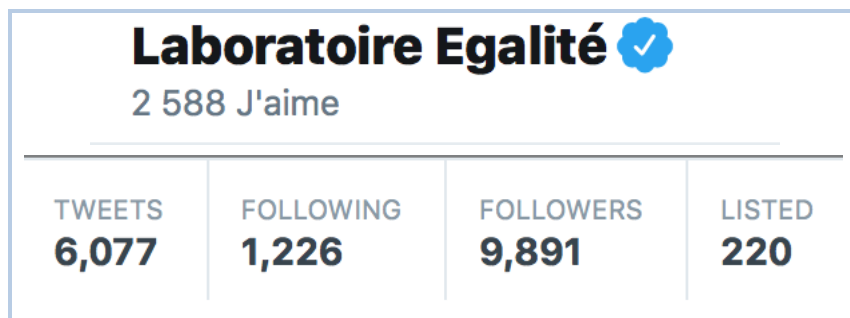 Laboratoire Egalité
2 588 J'aime
TWEETS FOLLOWING FOLLOWERS LISTED
6,077 1,226 9,891 220